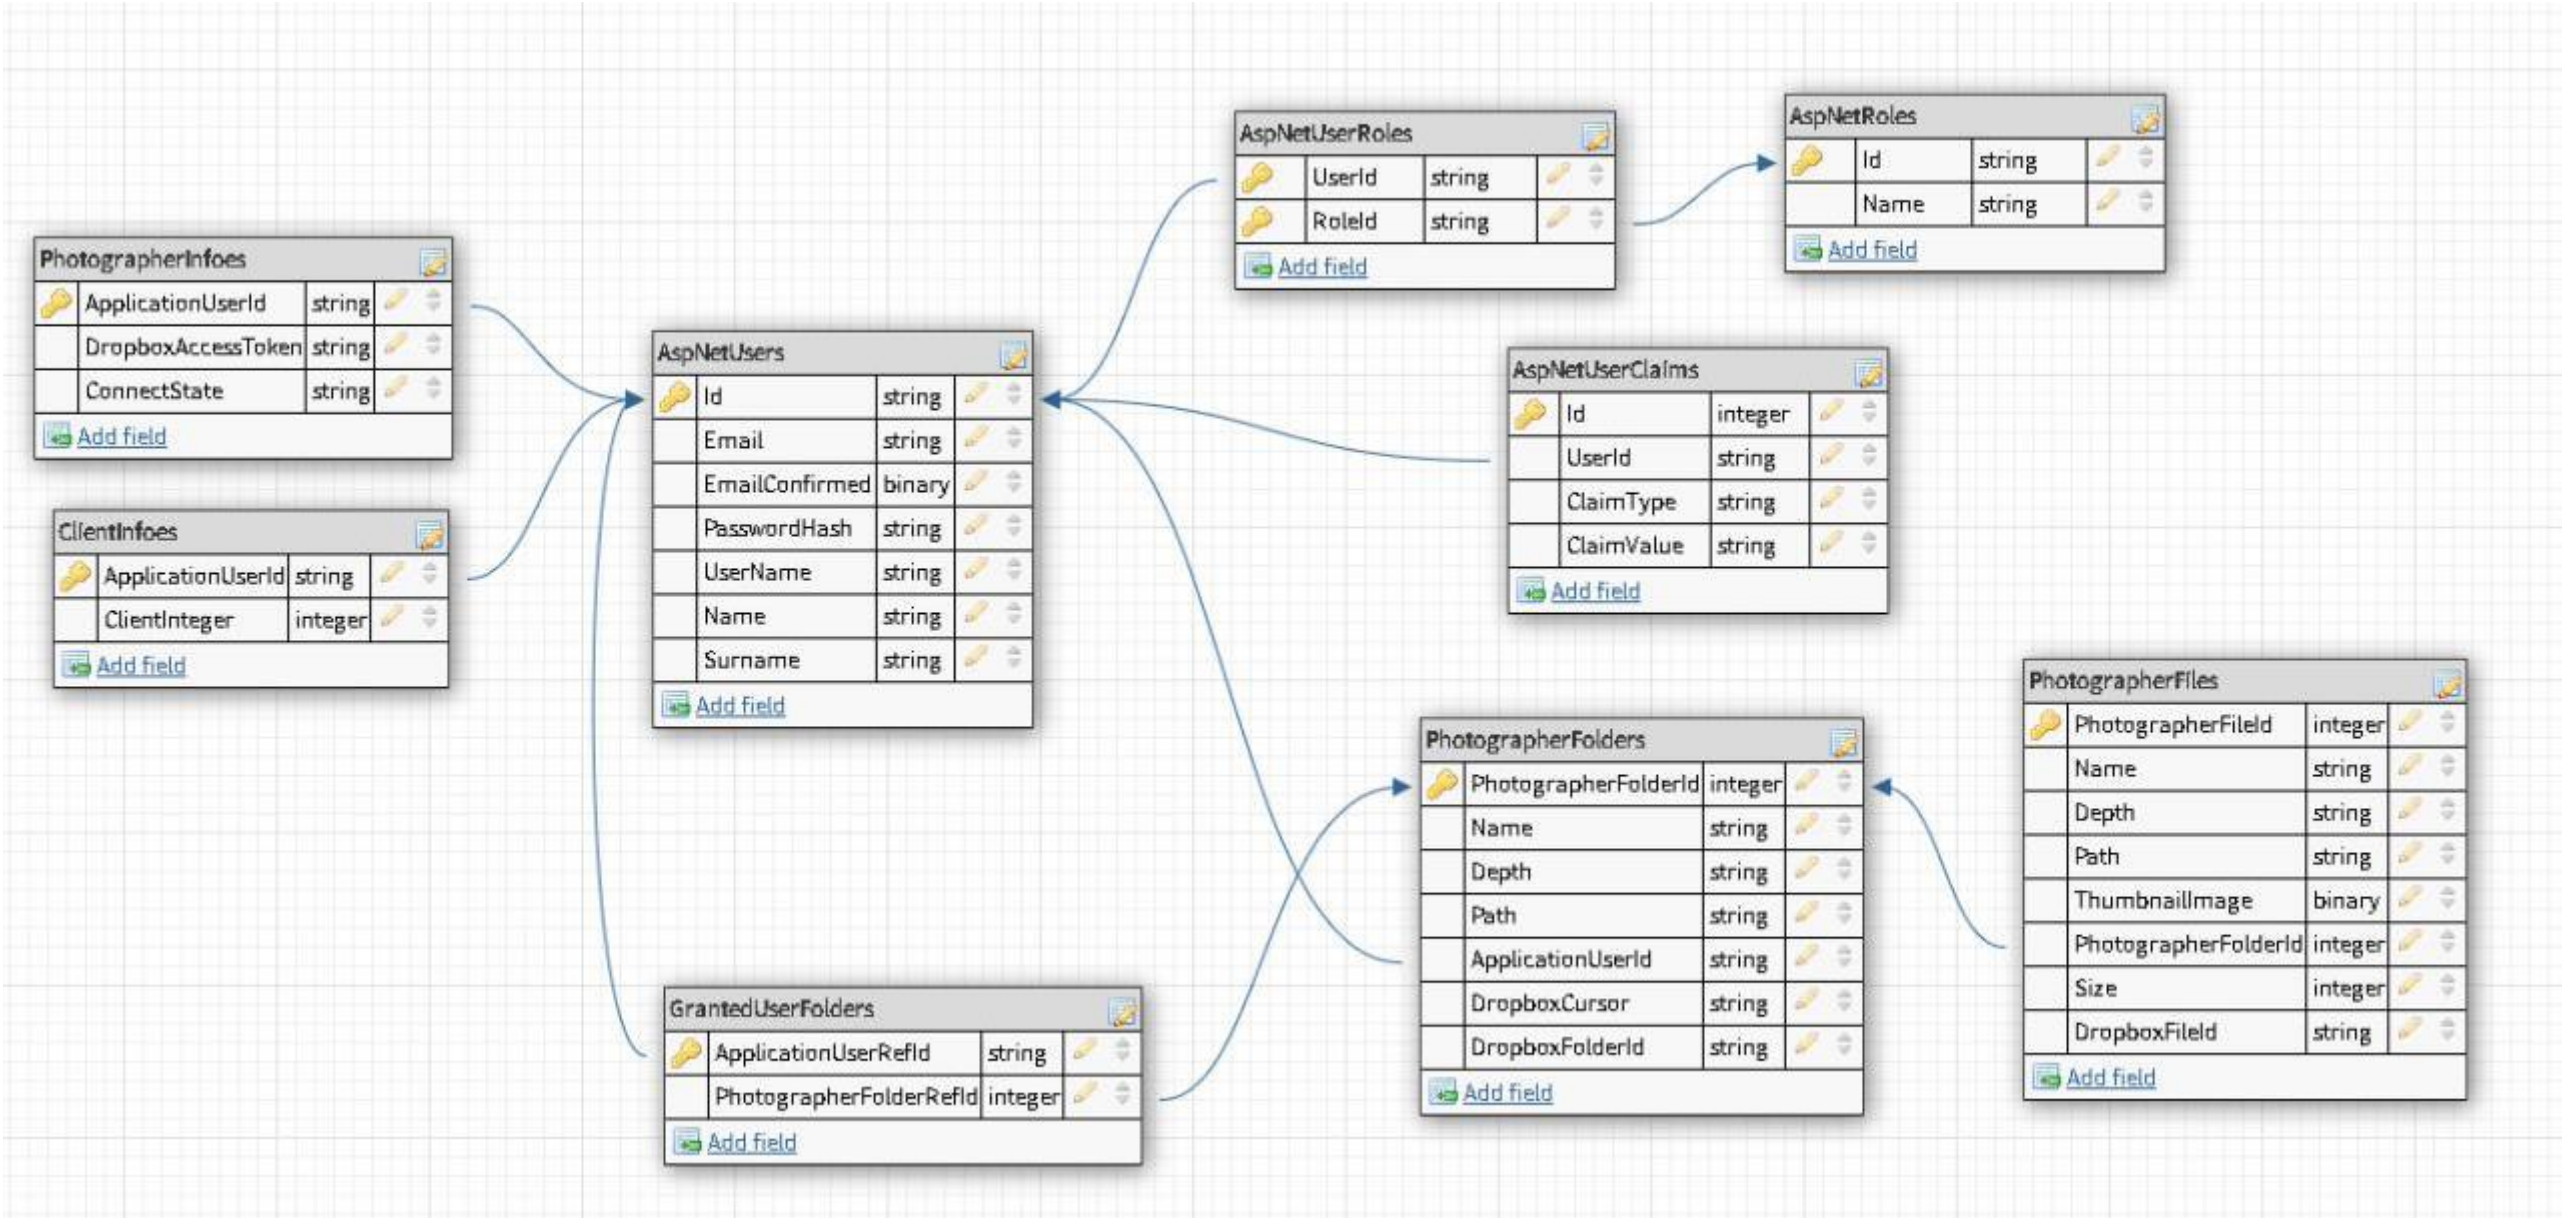 AspNetUserRoles
UserId string
RoleId string
Add field
AspNetRoles
Id string
Name string
Add field
PhotographerInfoes
ApplicationUserId string
DropboxAccessToken string
ConnectState string
Add field
AspNetUsers
Id string
Email string
EmailConfirmed binary
PasswordHash string
UserName string
Name string
Surname string
Add field
AspNetUserClaims
Id integer
UserId string
ClaimType string
ClaimValue string
Add field
ClientInfoes
ApplicationUserId string
ClientInteger integer
Add field
PhotographerFolders
PhotographerFolderId integer
Name string
Depth string
Path string
ApplicationUserId string
DropboxCursor string
DropboxFolderId string
Add field
PhotographerFiles
PhotographerFileId integer
Name string
Depth string
Path string
ThumbnailImage binary
PhotographerFolderId integer
Size integer
DropboxFileId string
Add field
GrantedUserFolders
ApplicationUserRefId string
PhotographerFolderRefId integer
Add field